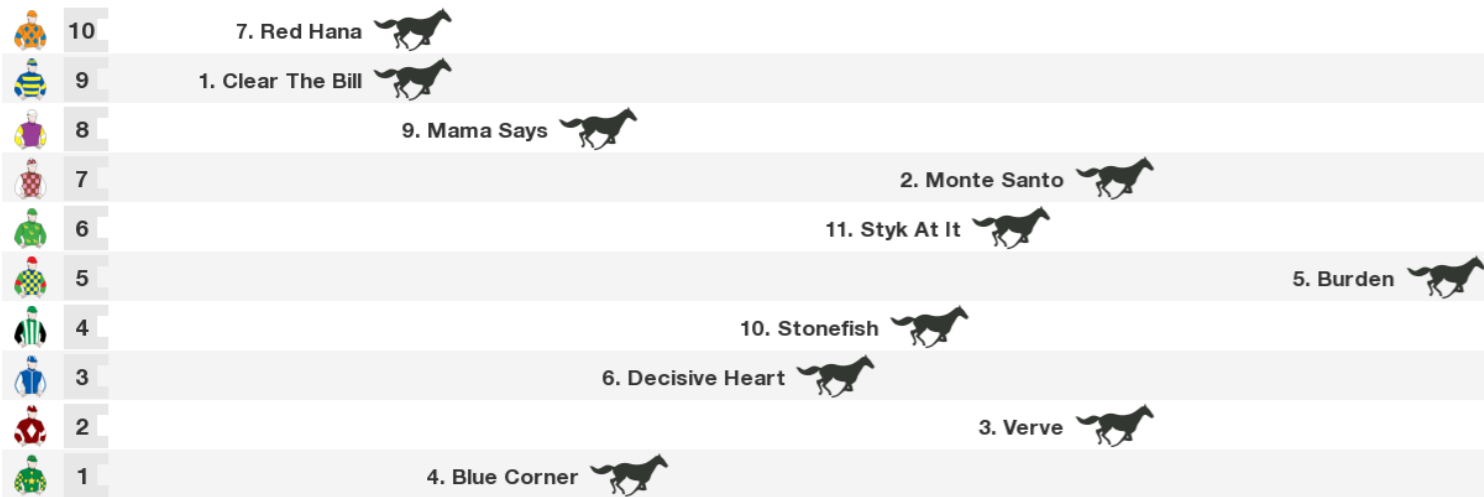 10 7. Red Hana
9 1. Clear The Bill
8 9. Mama Says
7 2. Monte Santo
6 11. Styk At It
5 5. Burden
4 10. Stonefish
3 6. Decisive Heart
2 3. Verve
1 4. Blue Corner